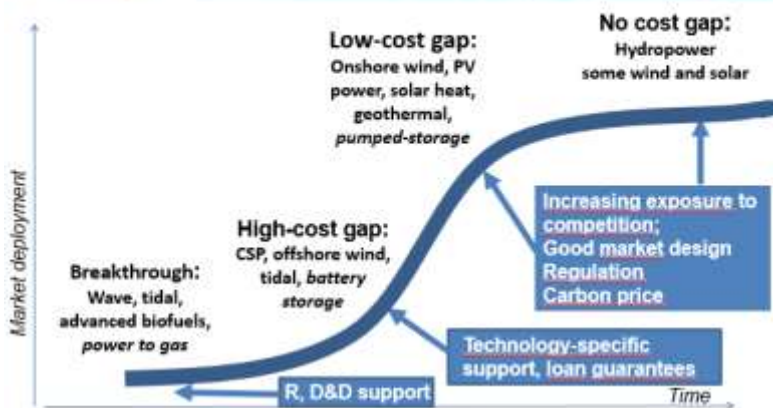 Market deployment
Breakthrough:
Wave, tidal,
advanced biofuels,
power to gas
High-cost gap:
CSP, offshore wind,
tidal, battery
storage
Low-cost gap:
Onshore wind, PV
power, solar heat,
geothermal,
pumped-storage
No cost gap:
Hydropower
some wind and solar
R, D&D support
Technology-specific
support, loan guarantees
Increasing exposure to
competition;
Good market design
Regulation
Carbon price
Time